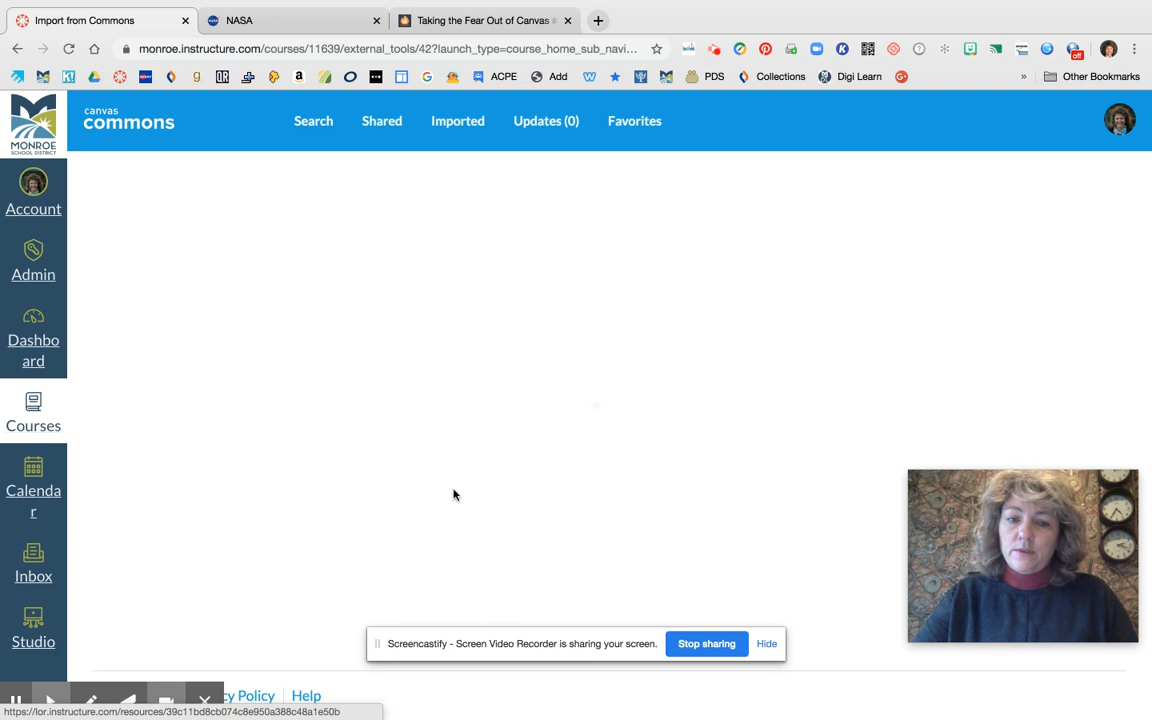 Import from Commons
NASA
Taking the Fear Out of Canvas
monroe.instructure.com/courses/11639/external_tools/42?launch_type=course_home_sub_navi...
ACPE
Add
PDS
Collections
Digi Learn
»
Other Bookmarks
MONROE
SCHOOL DISTRICT
canvas
commons
Search
Shared
Imported
Updates (0)
Favorites
Account
Admin
Dashbo
ard
Courses
Calenda
r
Inbox
Studio
Screencastify - Screen Video Recorder is sharing your screen.
Stop sharing
Hide
cy Policy
Help
https://lor.instructure.com/resources/39c11bd8cb074c8e950a388c48a1e50b